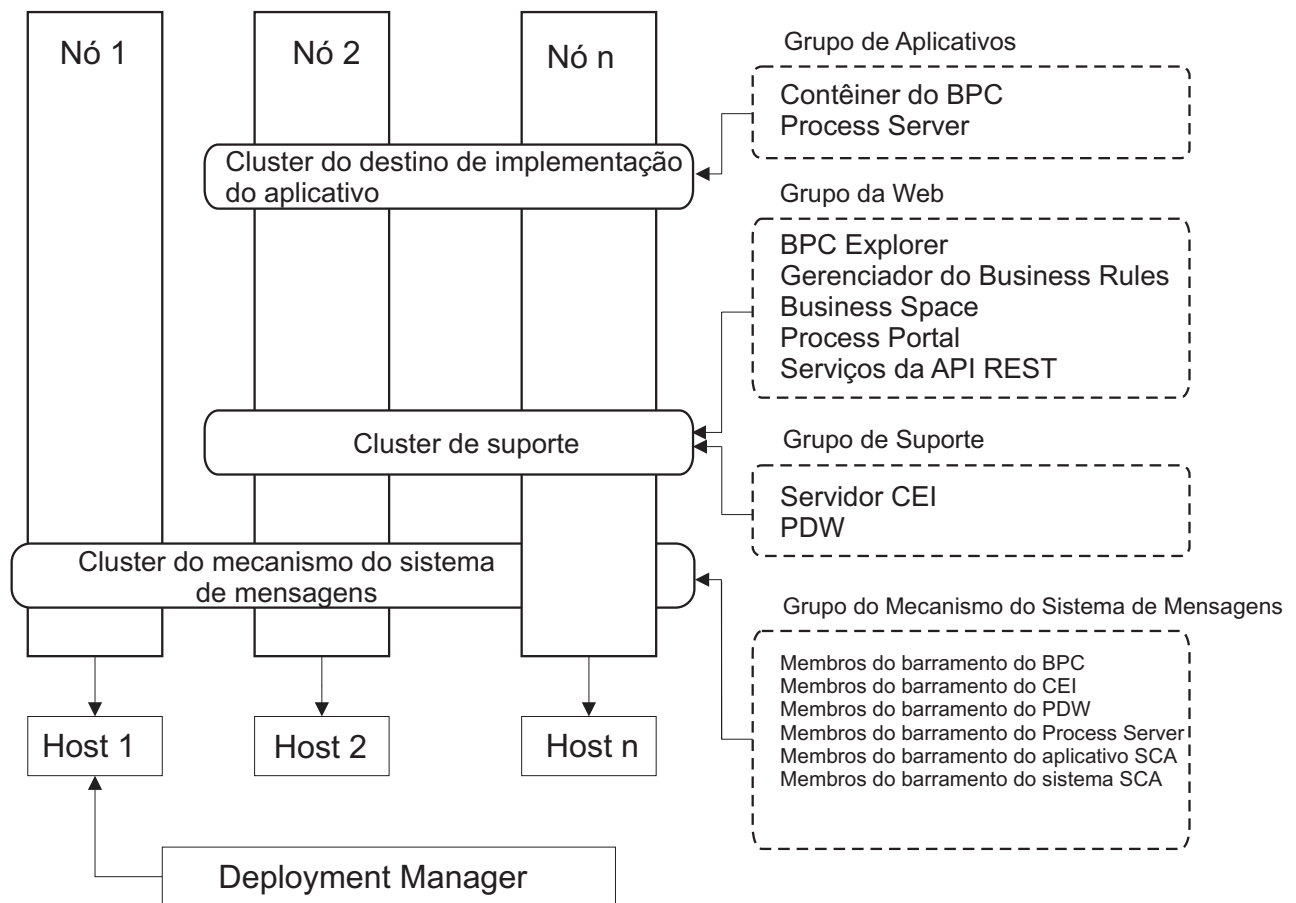 Nó 1
Nó 2
Nó n
Cluster do destino de implementação
do aplicativo
Cluster de suporte
Cluster do mecanismo do sistema
de mensagens
Host 1
Host 2
Host n
Deployment Manager
Grupo de Aplicativos
Contêiner do BPC
Process Server
Grupo da Web
BPC Explorer
Gerenciador do Business Rules
Business Space
Process Portal
Serviços da API REST
Grupo de Suporte
Servidor CEI
PDW
Grupo do Mecanismo do Sistema de Mensagens
Membros do barramento do BPC
Membros do barramento do CEI
Membros do barramento do PDW
Membros do barramento do Process Server
Membros do barramento do aplicativo SCA
Membros do barramento do sistema SCA